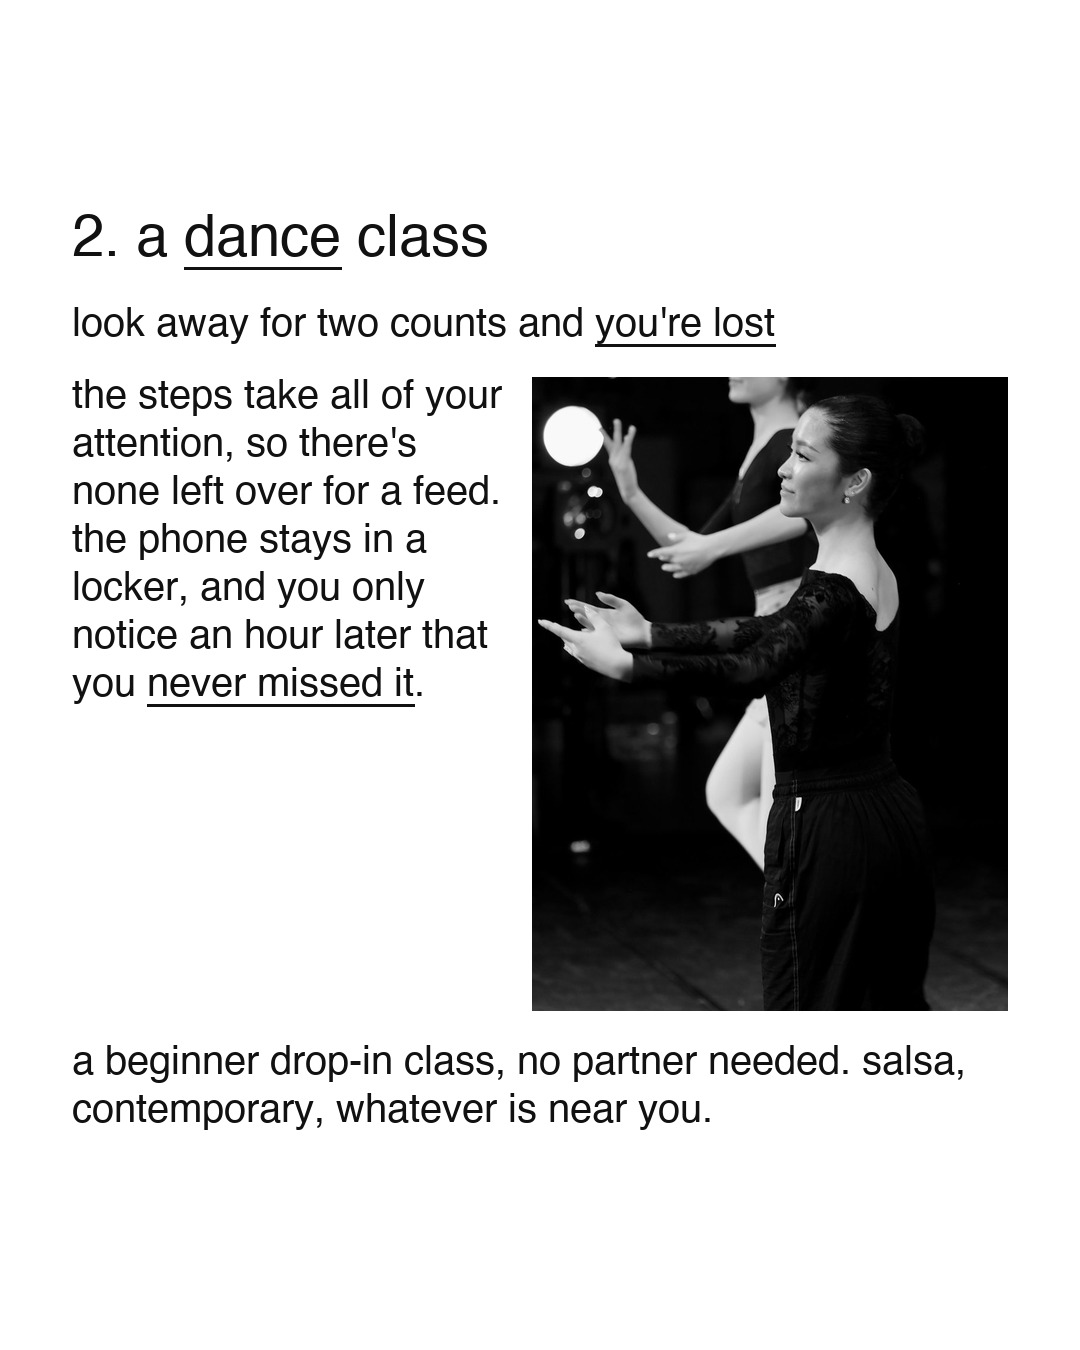 2. a dance class
look away for two counts and you're lost
the steps take all of your
attention, so there's
none left over for a feed.
the phone stays in a
locker, and you only
notice an hour later that
you never missed it.
a beginner drop-in class, no partner needed. salsa,
contemporary, whatever is near you.